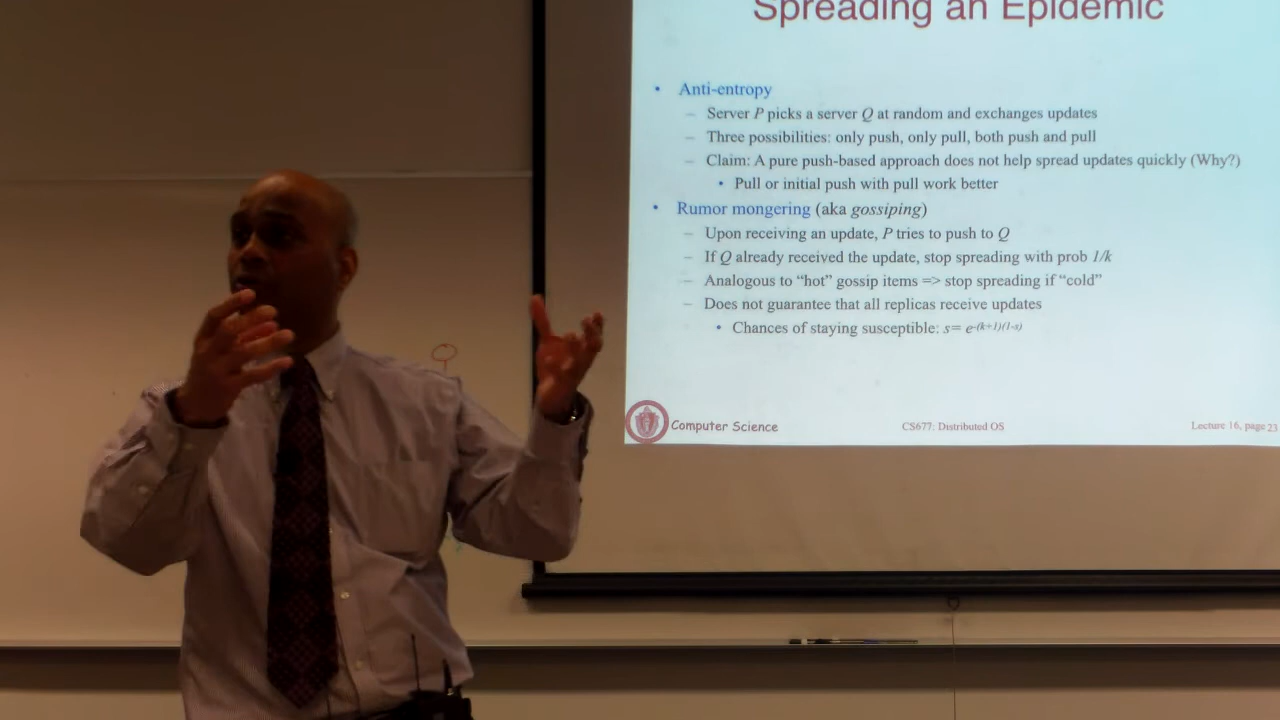 Spreading an Epidemic
• Anti-entropy
– Server P picks a server Q at random and exchanges updates
– Three possibilities: only push, only pull, both push and pull
– Claim: A pure push-based approach does not help spread updates quickly (Why?)
• Pull or initial push with pull work better
• Rumor mongering (aka gossiping)
– Upon receiving an update, P tries to push to Q
– If Q already received the update, stop spreading with prob 1/k
– Analogous to “hot” gossip items => stop spreading if “cold”
– Does not guarantee that all replicas receive updates
• Chances of staying susceptible: s= e-(k+1)(1-s)
Computer Science
CS677: Distributed OS
Lecture 16, page 23